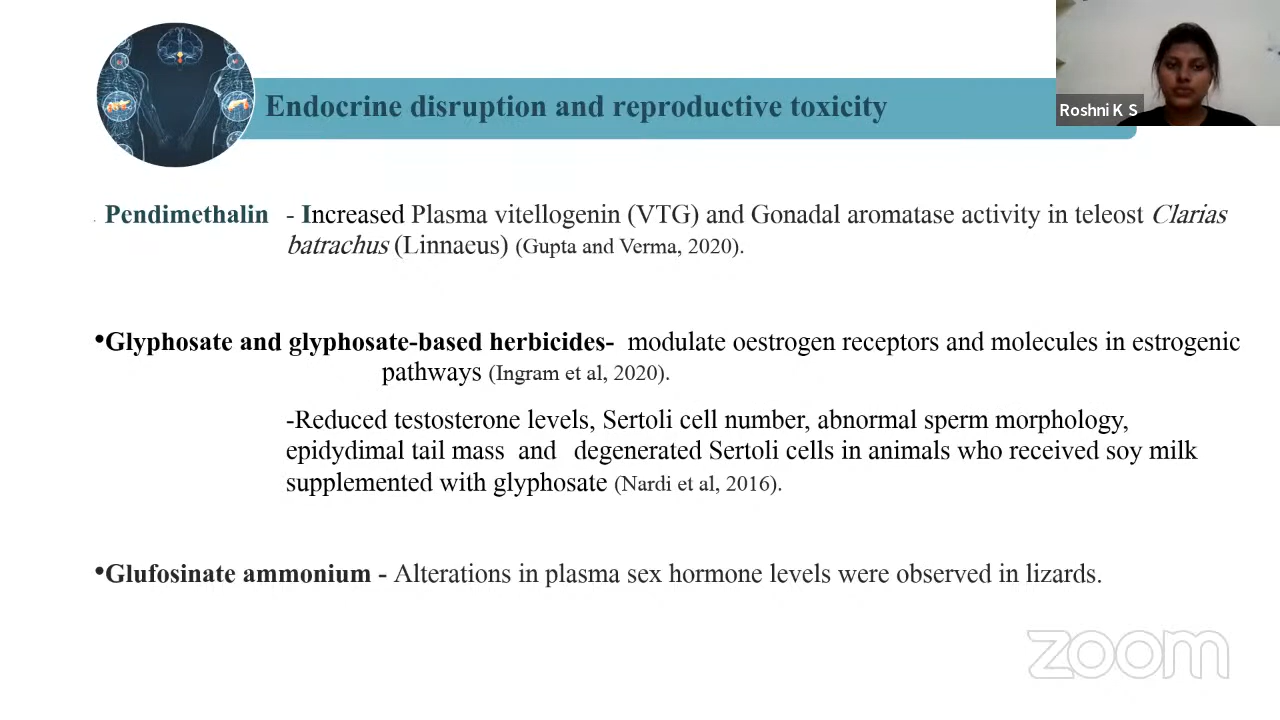 Endocrine disruption and reproductive toxicity
Roshni K S
Pendimethalin - Increased Plasma vitellogenin (VTG) and Gonadal aromatase activity in teleost Clarias
batrachus (Linnaeus) (Gupta and Verma, 2020).
•Glyphosate and glyphosate-based herbicides- modulate oestrogen receptors and molecules in estrogenic
pathways (Ingram et al, 2020).
-Reduced testosterone levels, Sertoli cell number, abnormal sperm morphology,
epidydimal tail mass and degenerated Sertoli cells in animals who received soy milk
supplemented with glyphosate (Nardi et al, 2016).
•Glufosinate ammonium - Alterations in plasma sex hormone levels were observed in lizards.
zoom